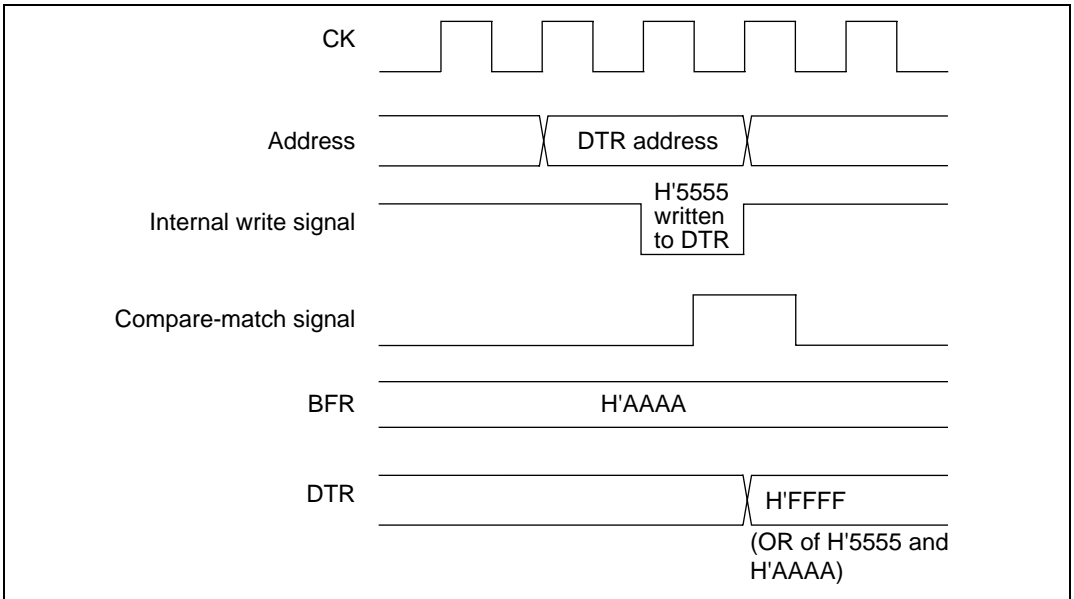 CK
Address
DTR address
Internal write signal
H'5555
written
to DTR
Compare-match signal
BFR
H'AAAA
DTR
H'FFFF
(OR of H'5555 and
H'AAAA)